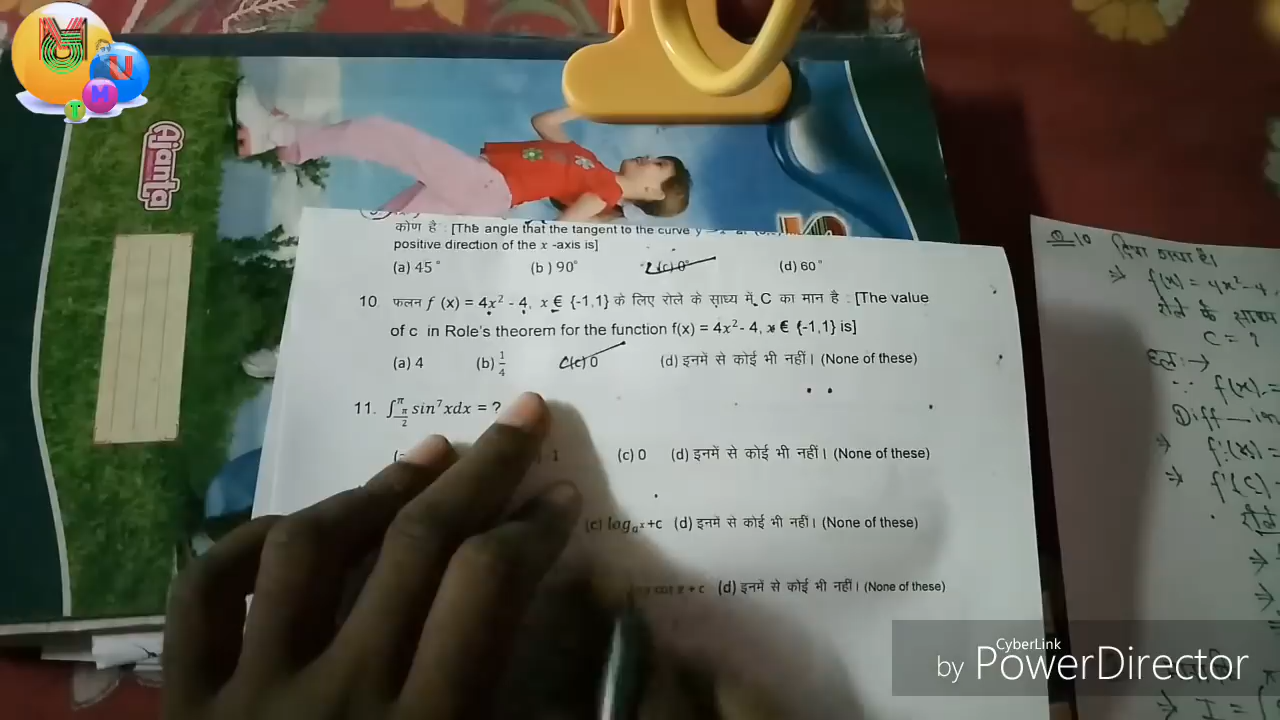 M
U
H
T
Ajanta
कोण है : [The angle that the tangent to the curve y
positive direction of the x -axis is]
(a) 45° (b ) 90° (c) 0° (d) 60°
10 फलन f (x) = 4x² - 4, x € {-1,1} के लिए रोले के साध्य में C का मान है : [The value
of c in Role's theorem for the function f(x) = 4x²- 4, x € {-1,1} is]
(a) 4 (b) 1/4 (c) 0 (d) इनमें से कोई भी नहीं। (None of these)
11. ∫ sin⁷xdx = ?
1 (c) 0 (d) इनमें से कोई भी नहीं। (None of these)
(c) logₐx+c (d) इनमें से कोई भी नहीं। (None of these)
x + c (d) इनमें से कोई भी नहीं। (None of these)
Q 10 दिया गया है।
⇒ f(x) = 4x²-4,
रोले के साध्य
C = ?
हल:→
∵ f(x) =
Diff
⇒ f'(x) =
⇒ f'(c)
रोले
⇒
⇒
⇒ I = ∫
CyberLink
by PowerDirector